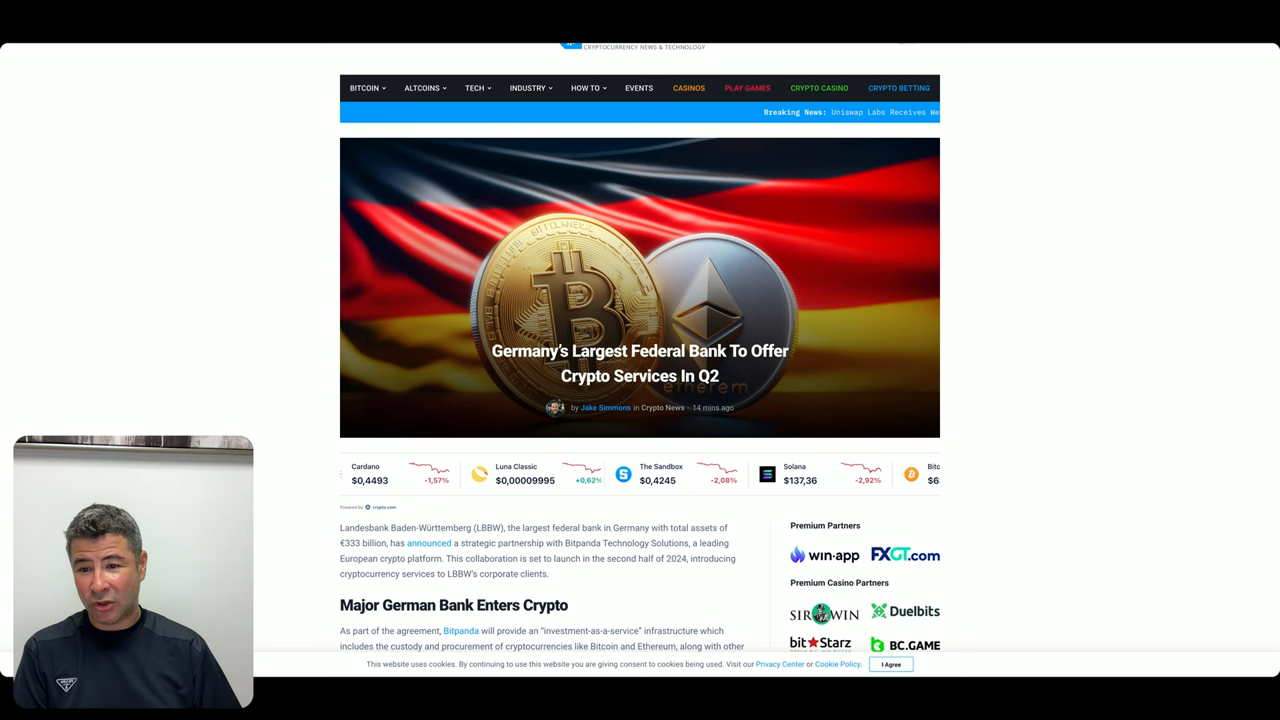 CRYPTOCURRENCY NEWS & TECHNOLOGY
BITCOIN ALTCOINS TECH INDUSTRY HOW TO EVENTS CASINOS PLAY GAMES CRYPTO CASINO CRYPTO BETTING
Breaking News: Uniswap Labs Receives We
Germany's Largest Federal Bank To Offer
Crypto Services In Q2
by Jake Simmons in Crypto News · 14 mins ago
Cardano
$0,4493 -1,57%
Luna Classic
$0,00009995 +0,62%
The Sandbox
$0,4245 -2,08%
Solana
$137,36 -2,92%
Bitc
$6
Powered by crypto.com
Landesbank Baden-Württemberg (LBBW), the largest federal bank in Germany with total assets of
€333 billion, has announced a strategic partnership with Bitpanda Technology Solutions, a leading
European crypto platform. This collaboration is set to launch in the second half of 2024, introducing
cryptocurrency services to LBBW's corporate clients.
Major German Bank Enters Crypto
As part of the agreement, Bitpanda will provide an "investment-as-a-service" infrastructure which
includes the custody and procurement of cryptocurrencies like Bitcoin and Ethereum, along with other
Premium Partners
win·app FXGT.com
Premium Casino Partners
SIR WIN Duelbits
bitStarz BC.GAME
This website uses cookies. By continuing to use this website you are giving consent to cookies being used. Visit our Privacy Center or Cookie Policy. I Agree